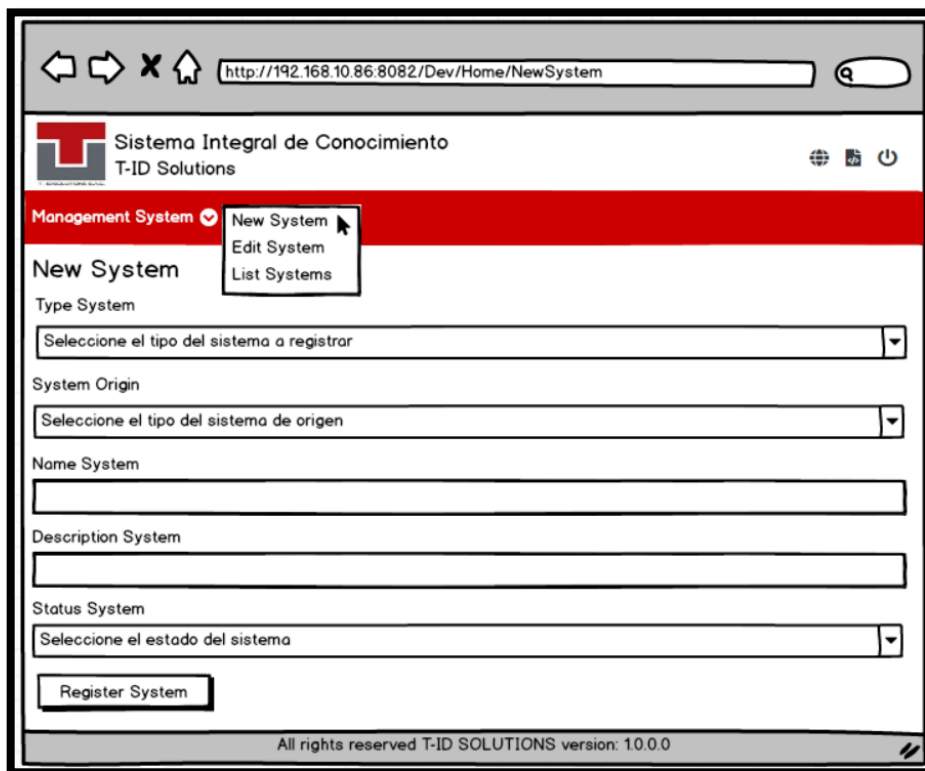 http://192.168.10.86:8082/Dev/Home/NewSystem
Sistema Integral de Conocimiento
T-ID Solutions
Management System
New System
Edit System
List Systems
New System
Type System
Seleccione el tipo del sistema a registrar
System Origin
Seleccione el tipo del sistema de origen
Name System
Description System
Status System
Seleccione el estado del sistema
Register System
All rights reserved T-ID SOLUTIONS version: 1.0.0.0